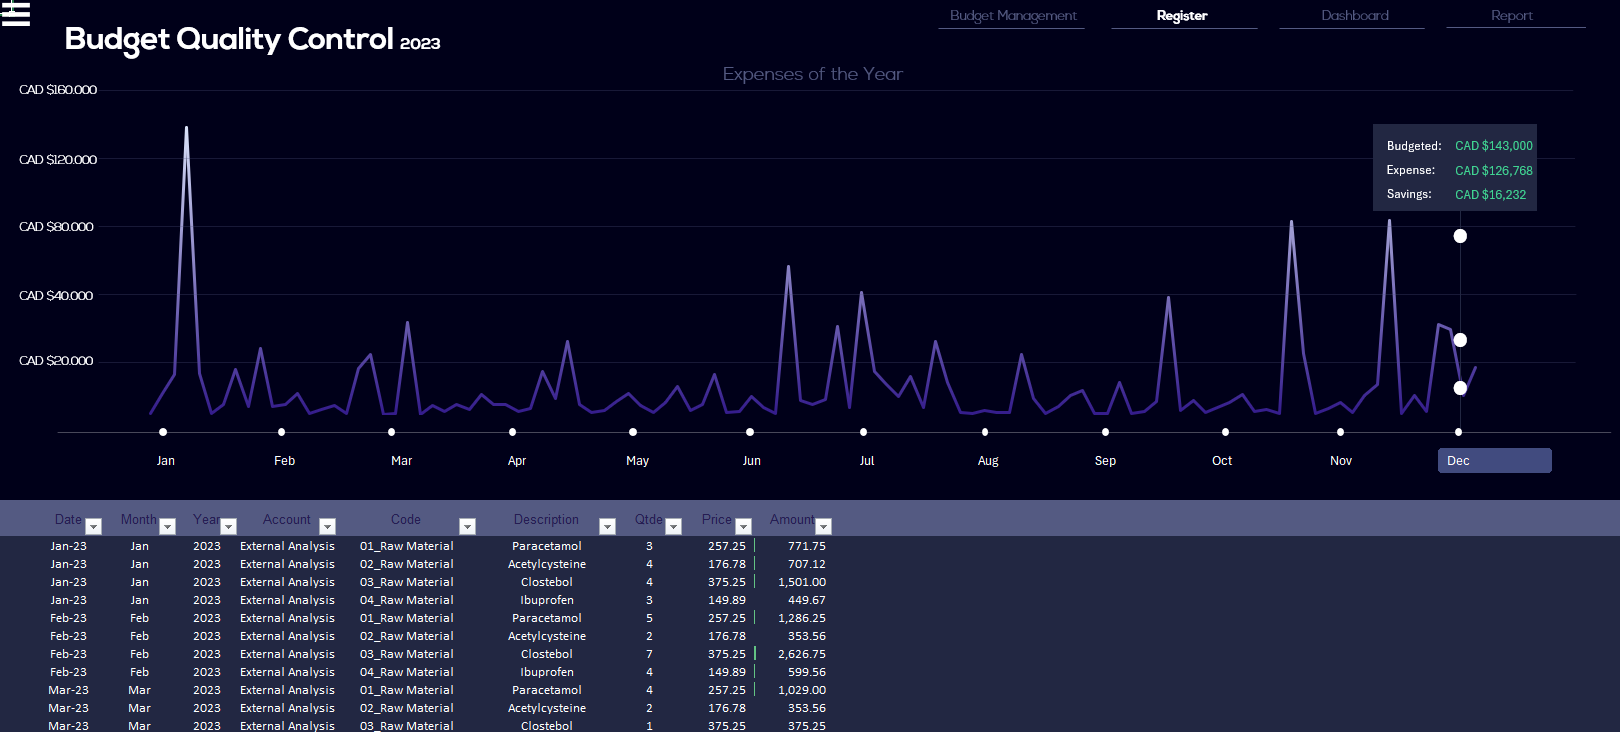 Budget Management Register Dashboard Report
Budget Quality Control 2023
Expenses of the Year
CAD $160.000
CAD $120.000
CAD $80.000
CAD $40.000
CAD $20.000
Budgeted: CAD $143,000
Expense: CAD $126,768
Savings: CAD $16,232
Jan Feb Mar Apr May Jun Jul Aug Sep Oct Nov Dec
Date Month Year Account Code Description Qtde Price Amount
Jan-23 Jan 2023 External Analysis 01_Raw Material Paracetamol 3 257.25 771.75
Jan-23 Jan 2023 External Analysis 02_Raw Material Acetylcysteine 4 176.78 707.12
Jan-23 Jan 2023 External Analysis 03_Raw Material Clostebol 4 375.25 1,501.00
Jan-23 Jan 2023 External Analysis 04_Raw Material Ibuprofen 3 149.89 449.67
Feb-23 Feb 2023 External Analysis 01_Raw Material Paracetamol 5 257.25 1,286.25
Feb-23 Feb 2023 External Analysis 02_Raw Material Acetylcysteine 2 176.78 353.56
Feb-23 Feb 2023 External Analysis 03_Raw Material Clostebol 7 375.25 2,626.75
Feb-23 Feb 2023 External Analysis 04_Raw Material Ibuprofen 4 149.89 599.56
Mar-23 Mar 2023 External Analysis 01_Raw Material Paracetamol 4 257.25 1,029.00
Mar-23 Mar 2023 External Analysis 02_Raw Material Acetylcysteine 2 176.78 353.56
Mar-23 Mar 2023 External Analysis 03_Raw Material Clostebol 1 375.25 375.25